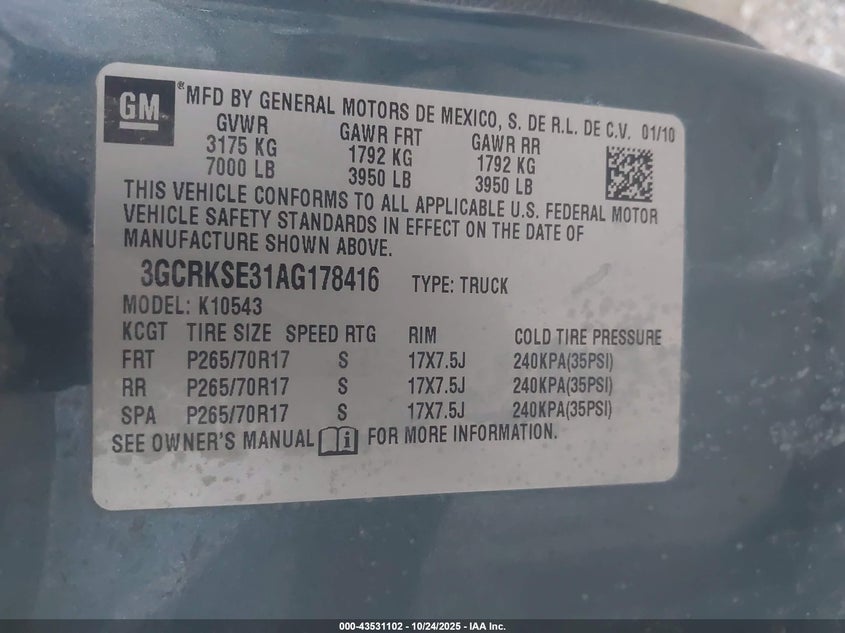 GM
® MFD BY GENERAL MOTORS DE MEXICO, S. DE R.L. DE C.V. 01/10
GVWR GAWR FRT GAWR RR
3175 KG 1792 KG 1792 KG
7000 LB 3950 LB 3950 LB
THIS VEHICLE CONFORMS TO ALL APPLICABLE U.S. FEDERAL MOTOR
VEHICLE SAFETY STANDARDS IN EFFECT ON THE DATE OF
MANUFACTURE SHOWN ABOVE.
3GCRKSE31AG178416 TYPE: TRUCK
MODEL: K10543
KCGT TIRE SIZE SPEED RTG RIM COLD TIRE PRESSURE
FRT P265/70R17 S 17X7.5J 240KPA(35PSI)
RR P265/70R17 S 17X7.5J 240KPA(35PSI)
SPA P265/70R17 S 17X7.5J 240KPA(35PSI)
SEE OWNER'S MANUAL FOR MORE INFORMATION.
000-43531102 - 10/24/2025 - IAA Inc.